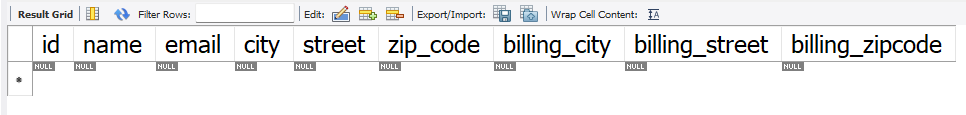 Result Grid Filter Rows: Edit: Export/Import: Wrap Cell Content: IA
id name email city street zip_code billing_city billing_street billing_zipcode
NULL NULL NULL NULL NULL NULL NULL NULL NULL
*